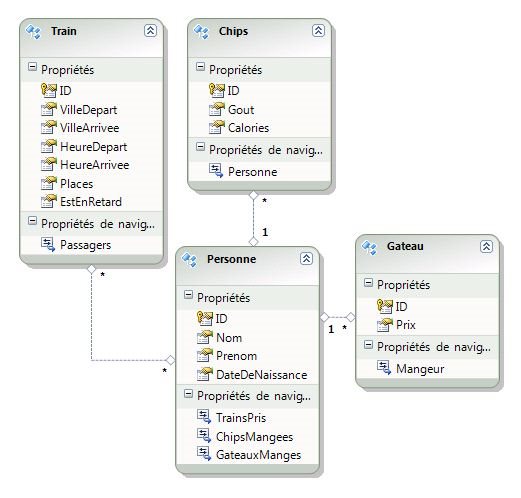 Train
Propriétés
ID
VilleDepart
VilleArrivee
HeureDepart
HeureArrivee
Places
EstEnRetard
Propriétés de navig...
Passagers
Chips
Propriétés
ID
Gout
Calories
Propriétés de navig...
Personne
*
1
*
*
Personne
Propriétés
ID
Nom
Prenom
DateDeNaissance
Propriétés de navig...
TrainsPris
ChipsMangees
GateauxManges
1 *
Gateau
Propriétés
ID
Prix
Propriétés de navig...
Mangeur